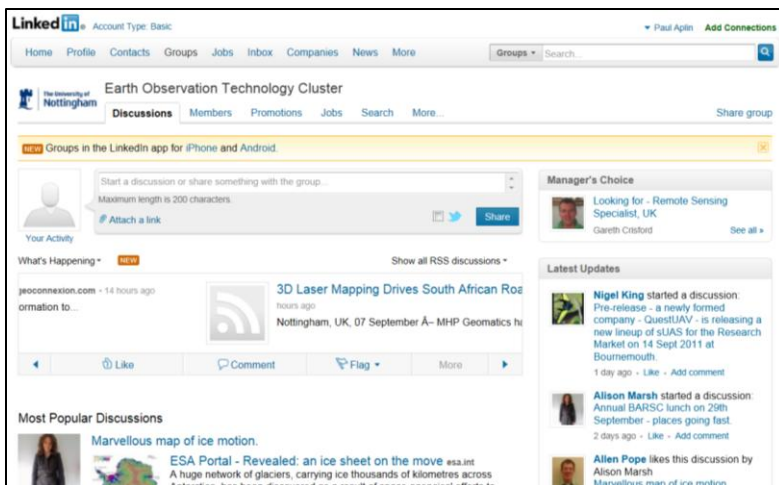 Linked in® Account Type: Basic
Paul Aplin Add Connections
Home Profile Contacts Groups Jobs Inbox Companies News More
Groups Search...
The University of
Nottingham
Earth Observation Technology Cluster
Discussions Members Promotions Jobs Search More...
Share group
NEW Groups in the LinkedIn app for iPhone and Android.
Start a discussion or share something with the group...
Maximum length is 200 characters.
Attach a link
Share
Your Activity
What's Happening NEW
Show all RSS discussions
geoconnexion.com - 14 hours ago
ormation to...
3D Laser Mapping Drives South African Roa
hours ago
Nottingham, UK, 07 September Â– MHP Geomatics ha
Like Comment Flag More
Most Popular Discussions
Marvellous map of ice motion.
ESA Portal - Revealed: an ice sheet on the move esa.int
A huge network of glaciers, carrying ice thousands of kilometres across
Manager's Choice
Looking for - Remote Sensing
Specialist, UK
Gareth Crisford See all »
Latest Updates
Nigel King started a discussion:
Pre-release - a newly formed
company - QuestUAV - is releasing a
new lineup of sUAS for the Research
Market on 14 Sept 2011 at
Bournemouth.
1 day ago - Like - Add comment
Alison Marsh started a discussion:
Annual BARSC lunch on 29th
September - places going fast.
2 days ago - Like - Add comment
Allen Pope likes this discussion by
Alison Marsh
Marvellous map of ice motion.